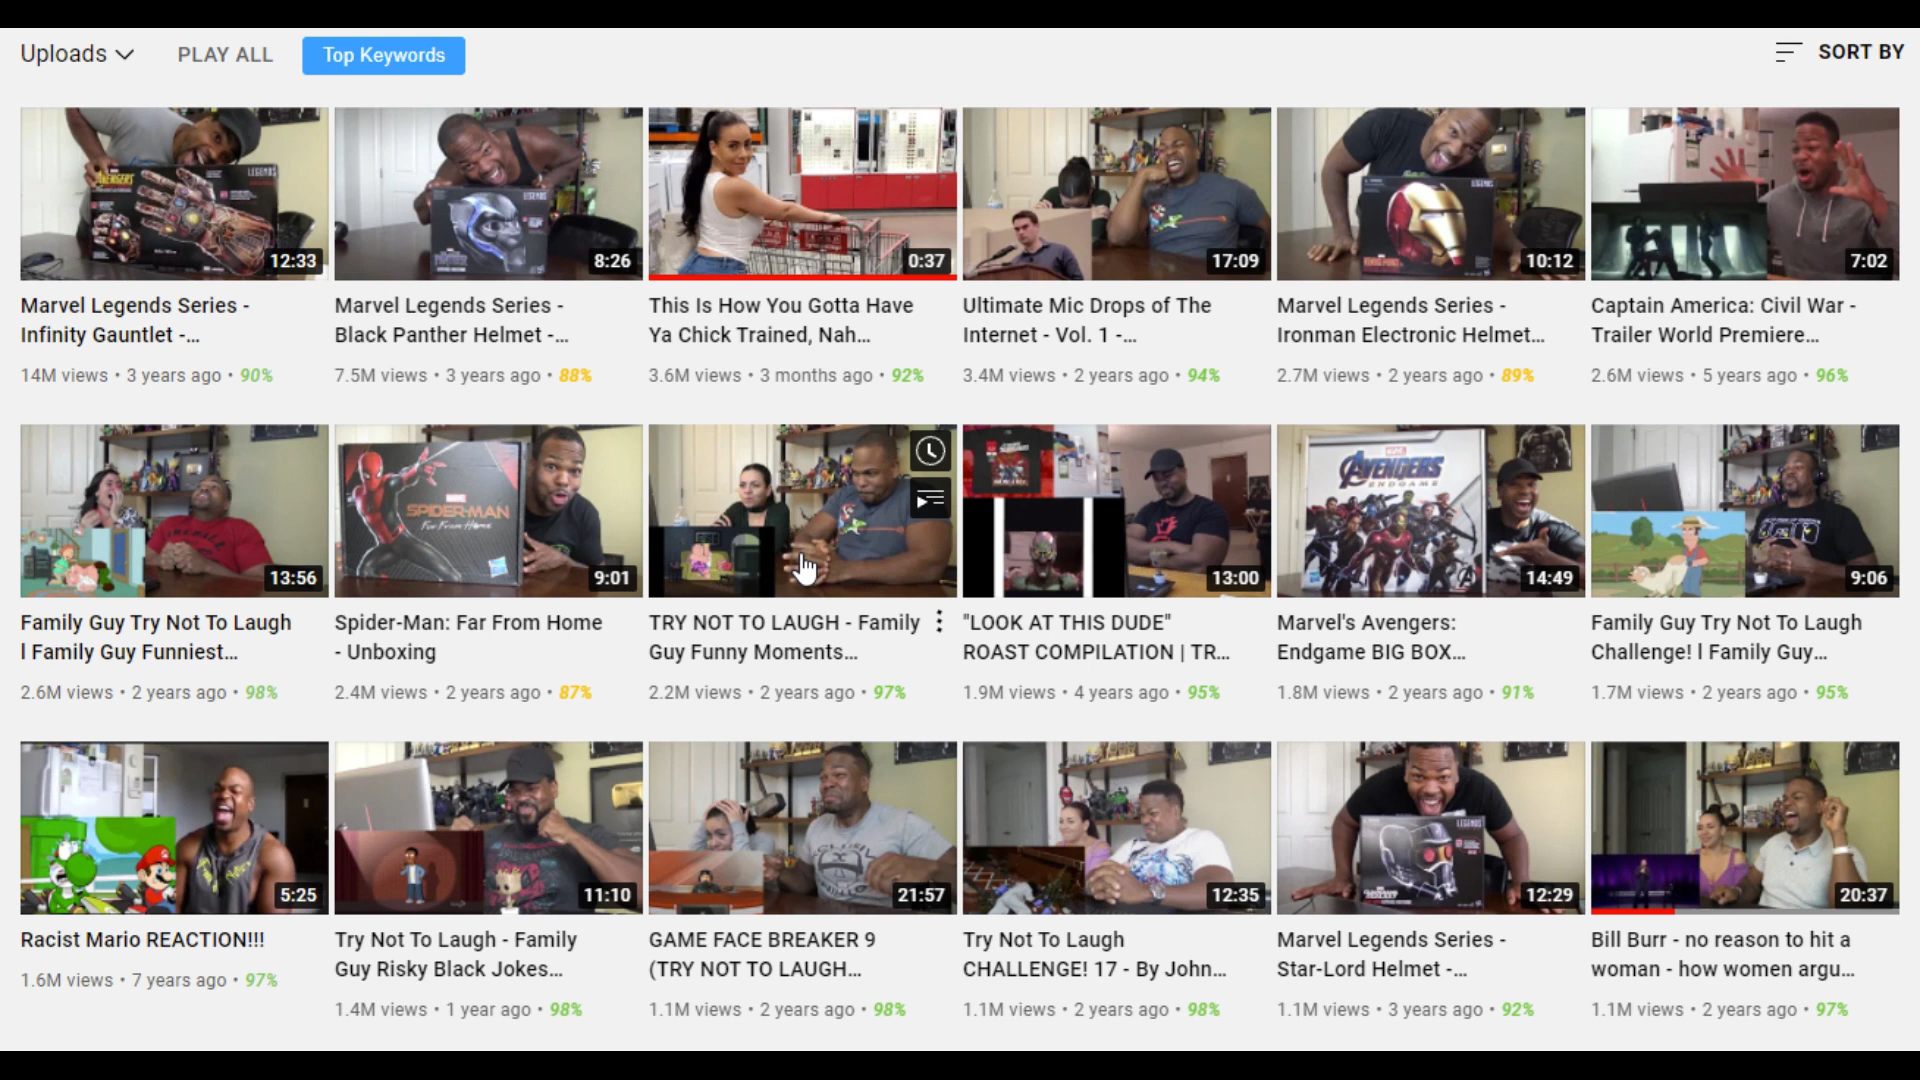 Uploads
PLAY ALL
Top Keywords
SORT BY
AVENGERS
LEGENDS
12:33
LEGENDS
8:26
0:37
17:09
LEGENDS
10:12
7:02
Marvel Legends Series -
Infinity Gauntlet -...
14M views • 3 years ago • 90%
Marvel Legends Series -
Black Panther Helmet -...
7.5M views • 3 years ago • 88%
This Is How You Gotta Have
Ya Chick Trained, Nah...
3.6M views • 3 months ago • 92%
Ultimate Mic Drops of The
Internet - Vol. 1 -...
3.4M views • 2 years ago • 94%
Marvel Legends Series -
Ironman Electronic Helmet...
2.7M views • 2 years ago • 89%
Captain America: Civil War -
Trailer World Premiere...
2.6M views • 5 years ago • 96%
13:56
MARVEL
SPIDER-MAN
Far From Home
9:01
13:00
MARVEL
AVENGERS
ENDGAME
14:49
9:06
Family Guy Try Not To Laugh
l Family Guy Funniest...
2.6M views • 2 years ago • 98%
Spider-Man: Far From Home
- Unboxing
2.4M views • 2 years ago • 87%
TRY NOT TO LAUGH - Family
Guy Funny Moments...
2.2M views • 2 years ago • 97%
"LOOK AT THIS DUDE"
ROAST COMPILATION | TR...
1.9M views • 4 years ago • 95%
Marvel's Avengers:
Endgame BIG BOX...
1.8M views • 2 years ago • 91%
Family Guy Try Not To Laugh
Challenge! l Family Guy...
1.7M views • 2 years ago • 95%
5:25
11:10
21:57
12:35
LEGENDS
12:29
20:37
Racist Mario REACTION!!!
1.6M views • 7 years ago • 97%
Try Not To Laugh - Family
Guy Risky Black Jokes...
1.4M views • 1 year ago • 98%
GAME FACE BREAKER 9
(TRY NOT TO LAUGH...
1.1M views • 2 years ago • 98%
Try Not To Laugh
CHALLENGE! 17 - By John...
1.1M views • 2 years ago • 98%
Marvel Legends Series -
Star-Lord Helmet -...
1.1M views • 3 years ago • 92%
Bill Burr - no reason to hit a
woman - how women argu...
1.1M views • 2 years ago • 97%